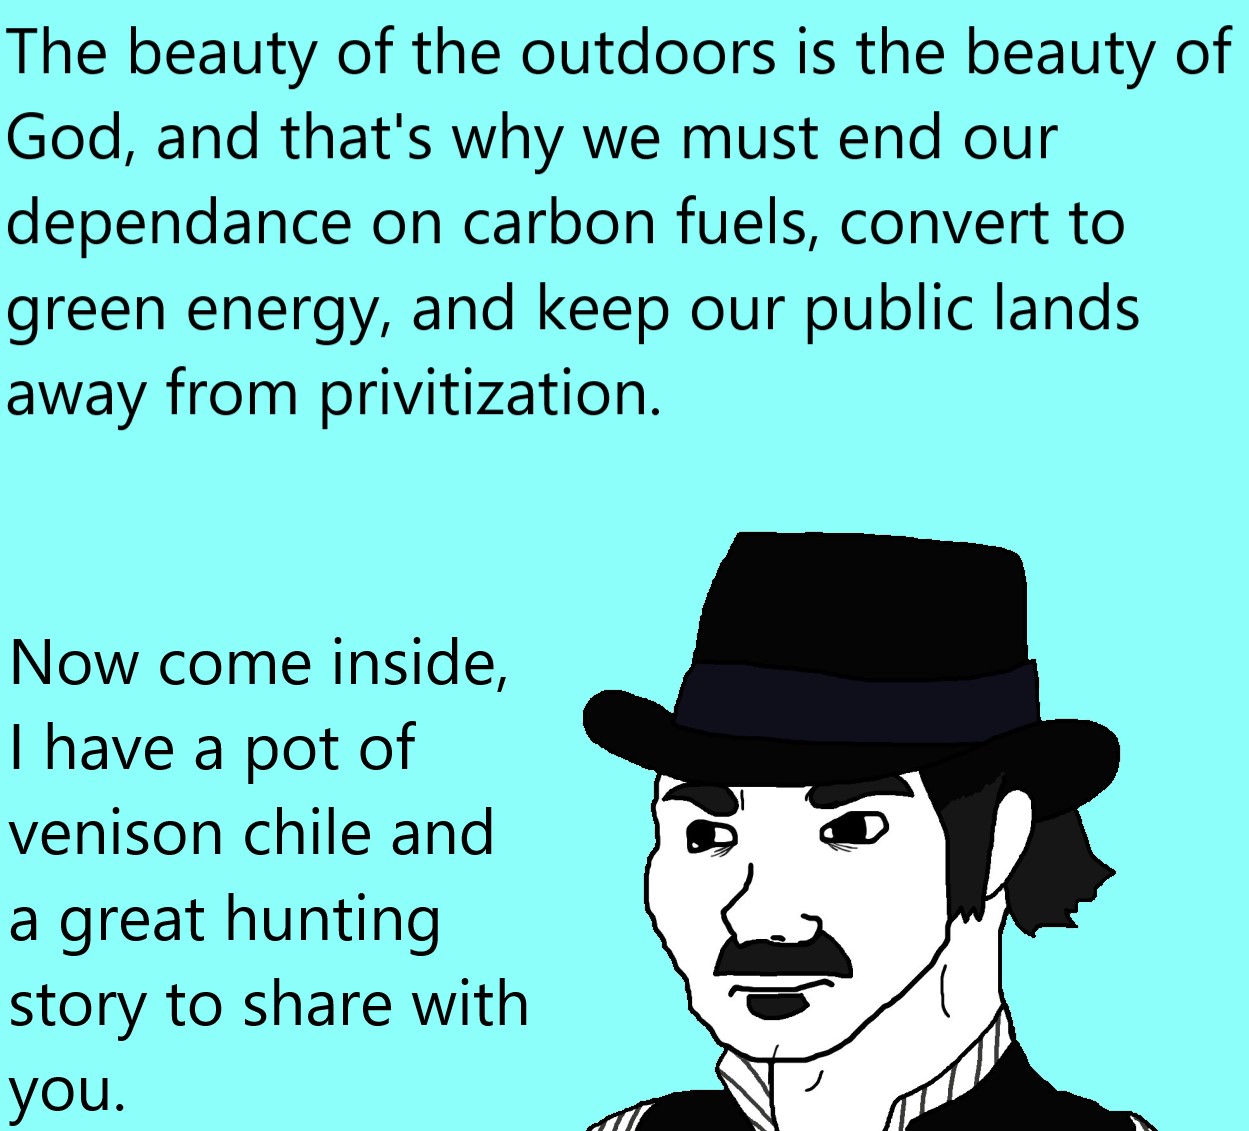 The beauty of the outdoors is the beauty of
God, and that's why we must end our
dependance on carbon fuels, convert to
green energy, and keep our public lands
away from privitization.
Now come inside,
I have a pot of
venison chile and
a great hunting
story to share with
you.